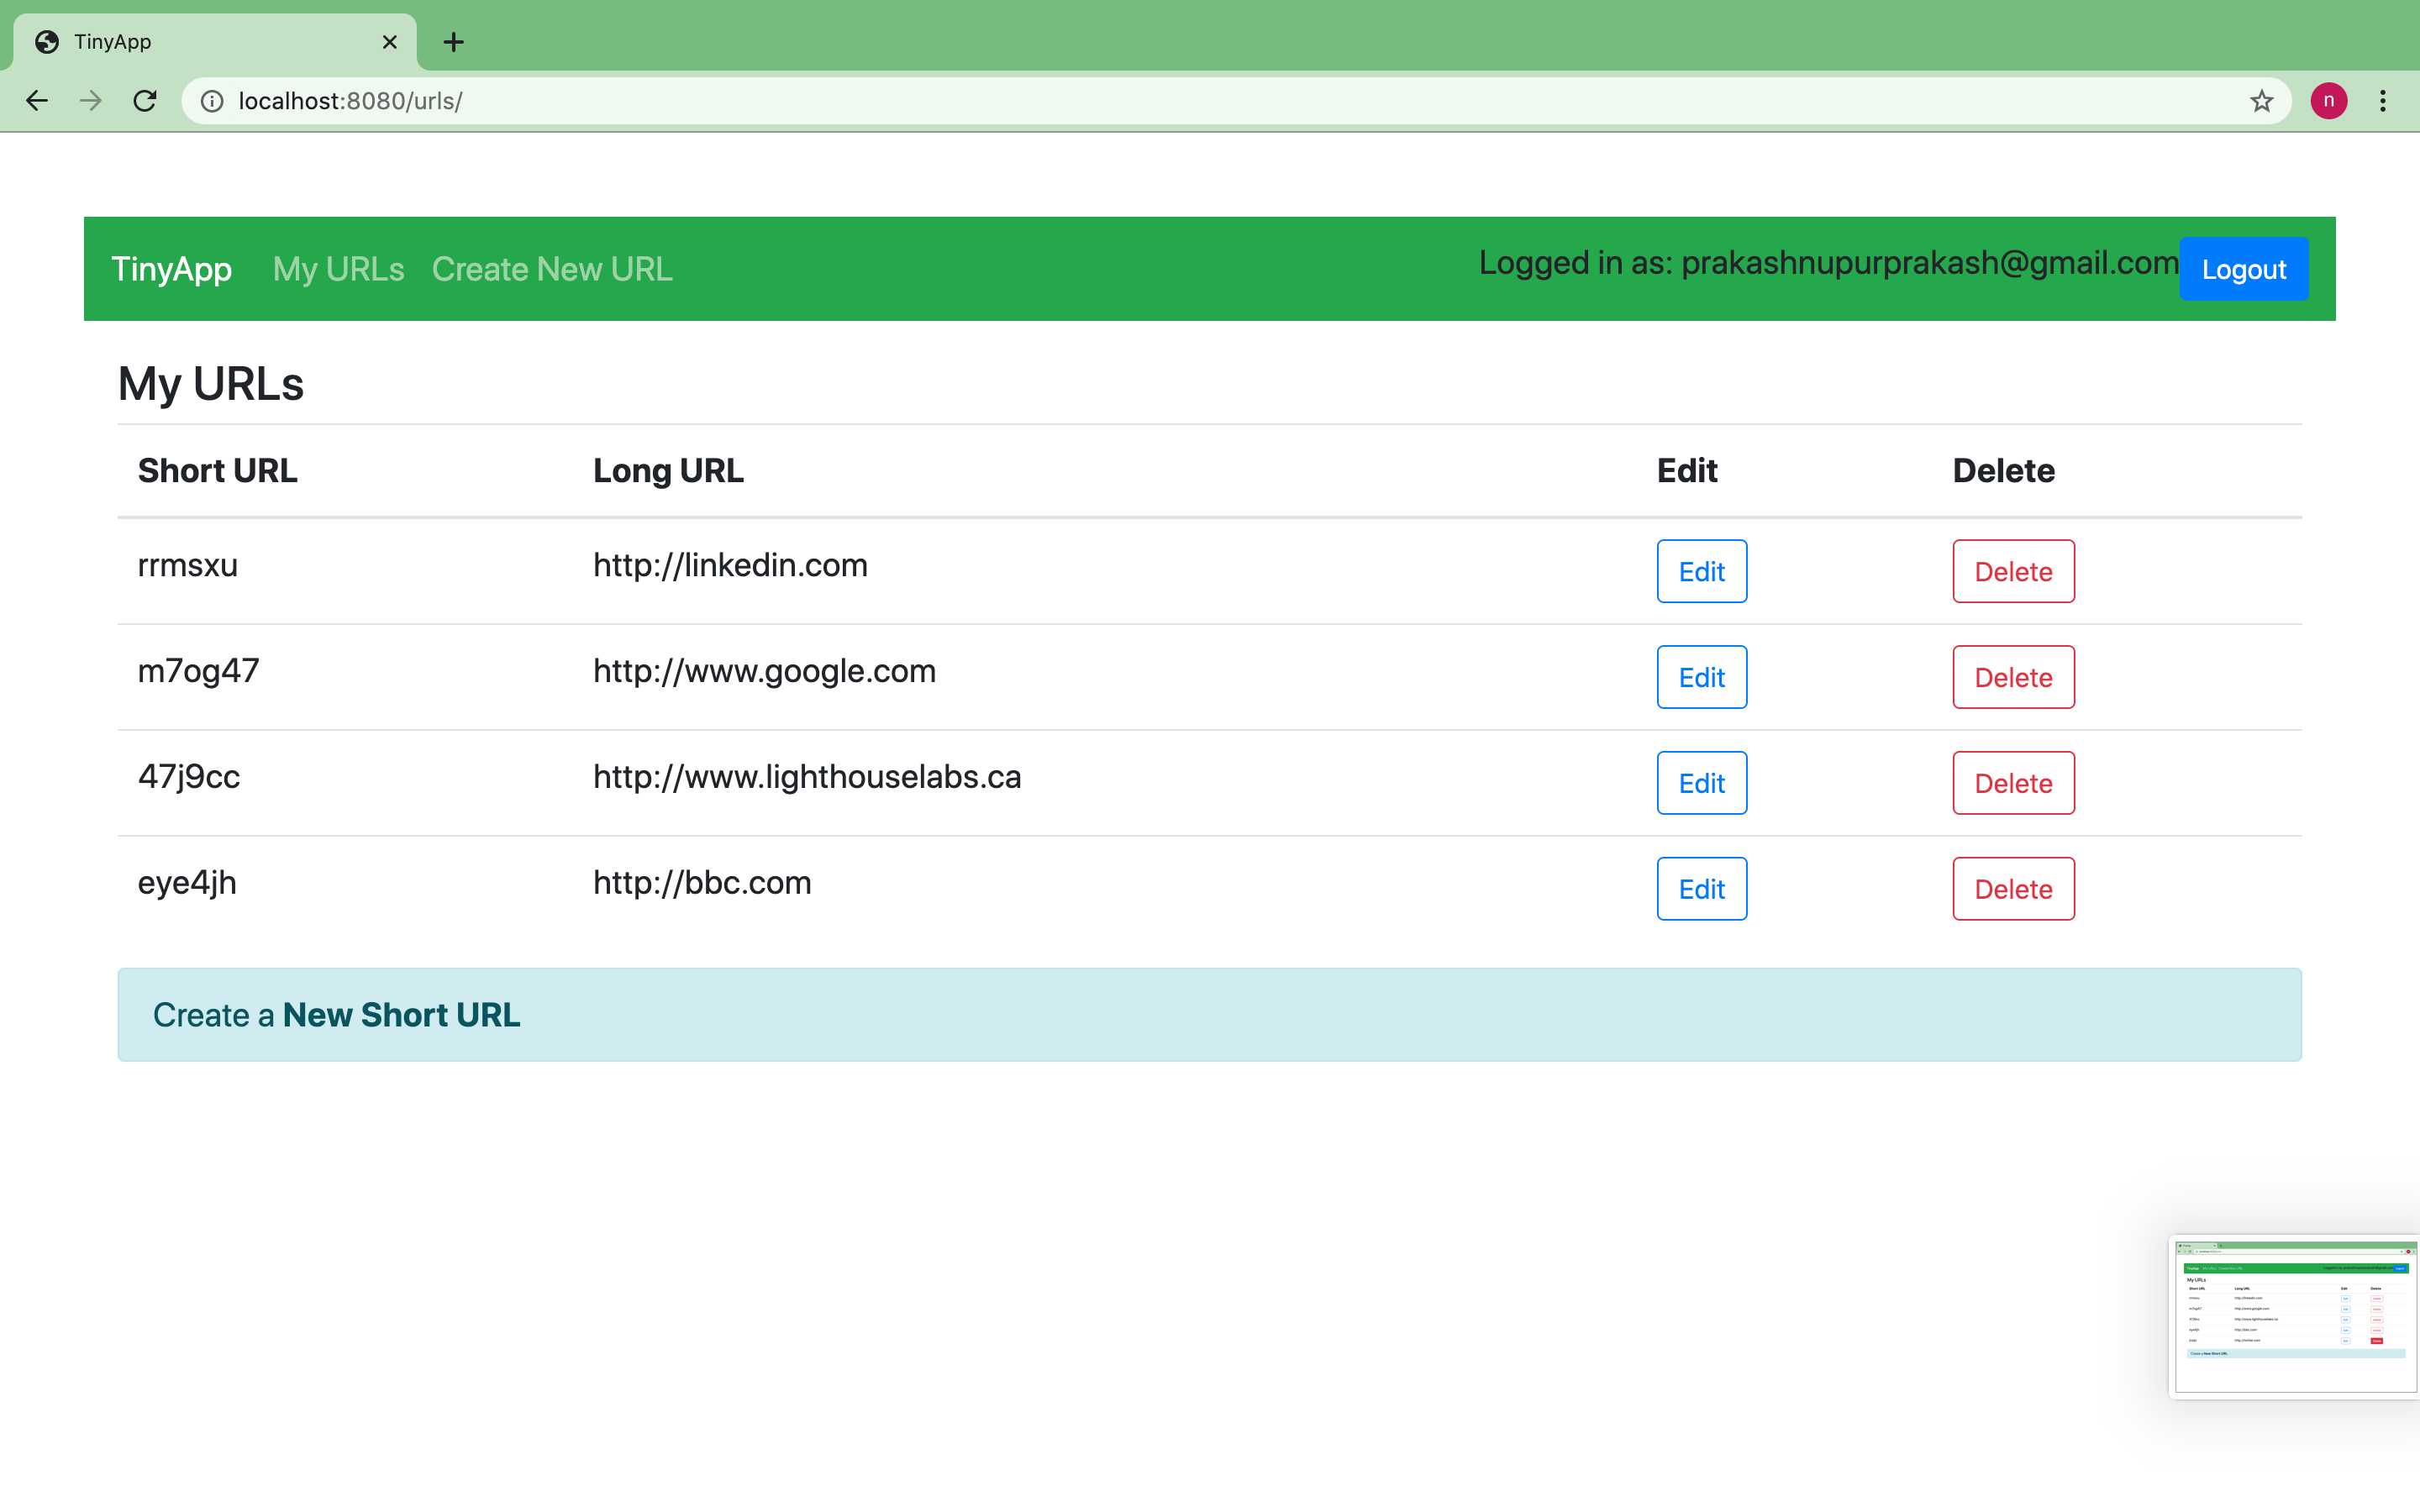 TinyApp
localhost:8080/urls/
n
TinyApp My URLs Create New URL Logged in as: prakashnupurprakash@gmail.com Logout
My URLs
Short URL Long URL Edit Delete
rrmsxu http://linkedin.com Edit Delete
m7og47 http://www.google.com Edit Delete
47j9cc http://www.lighthouselabs.ca Edit Delete
eye4jh http://bbc.com Edit Delete
Create a New Short URL